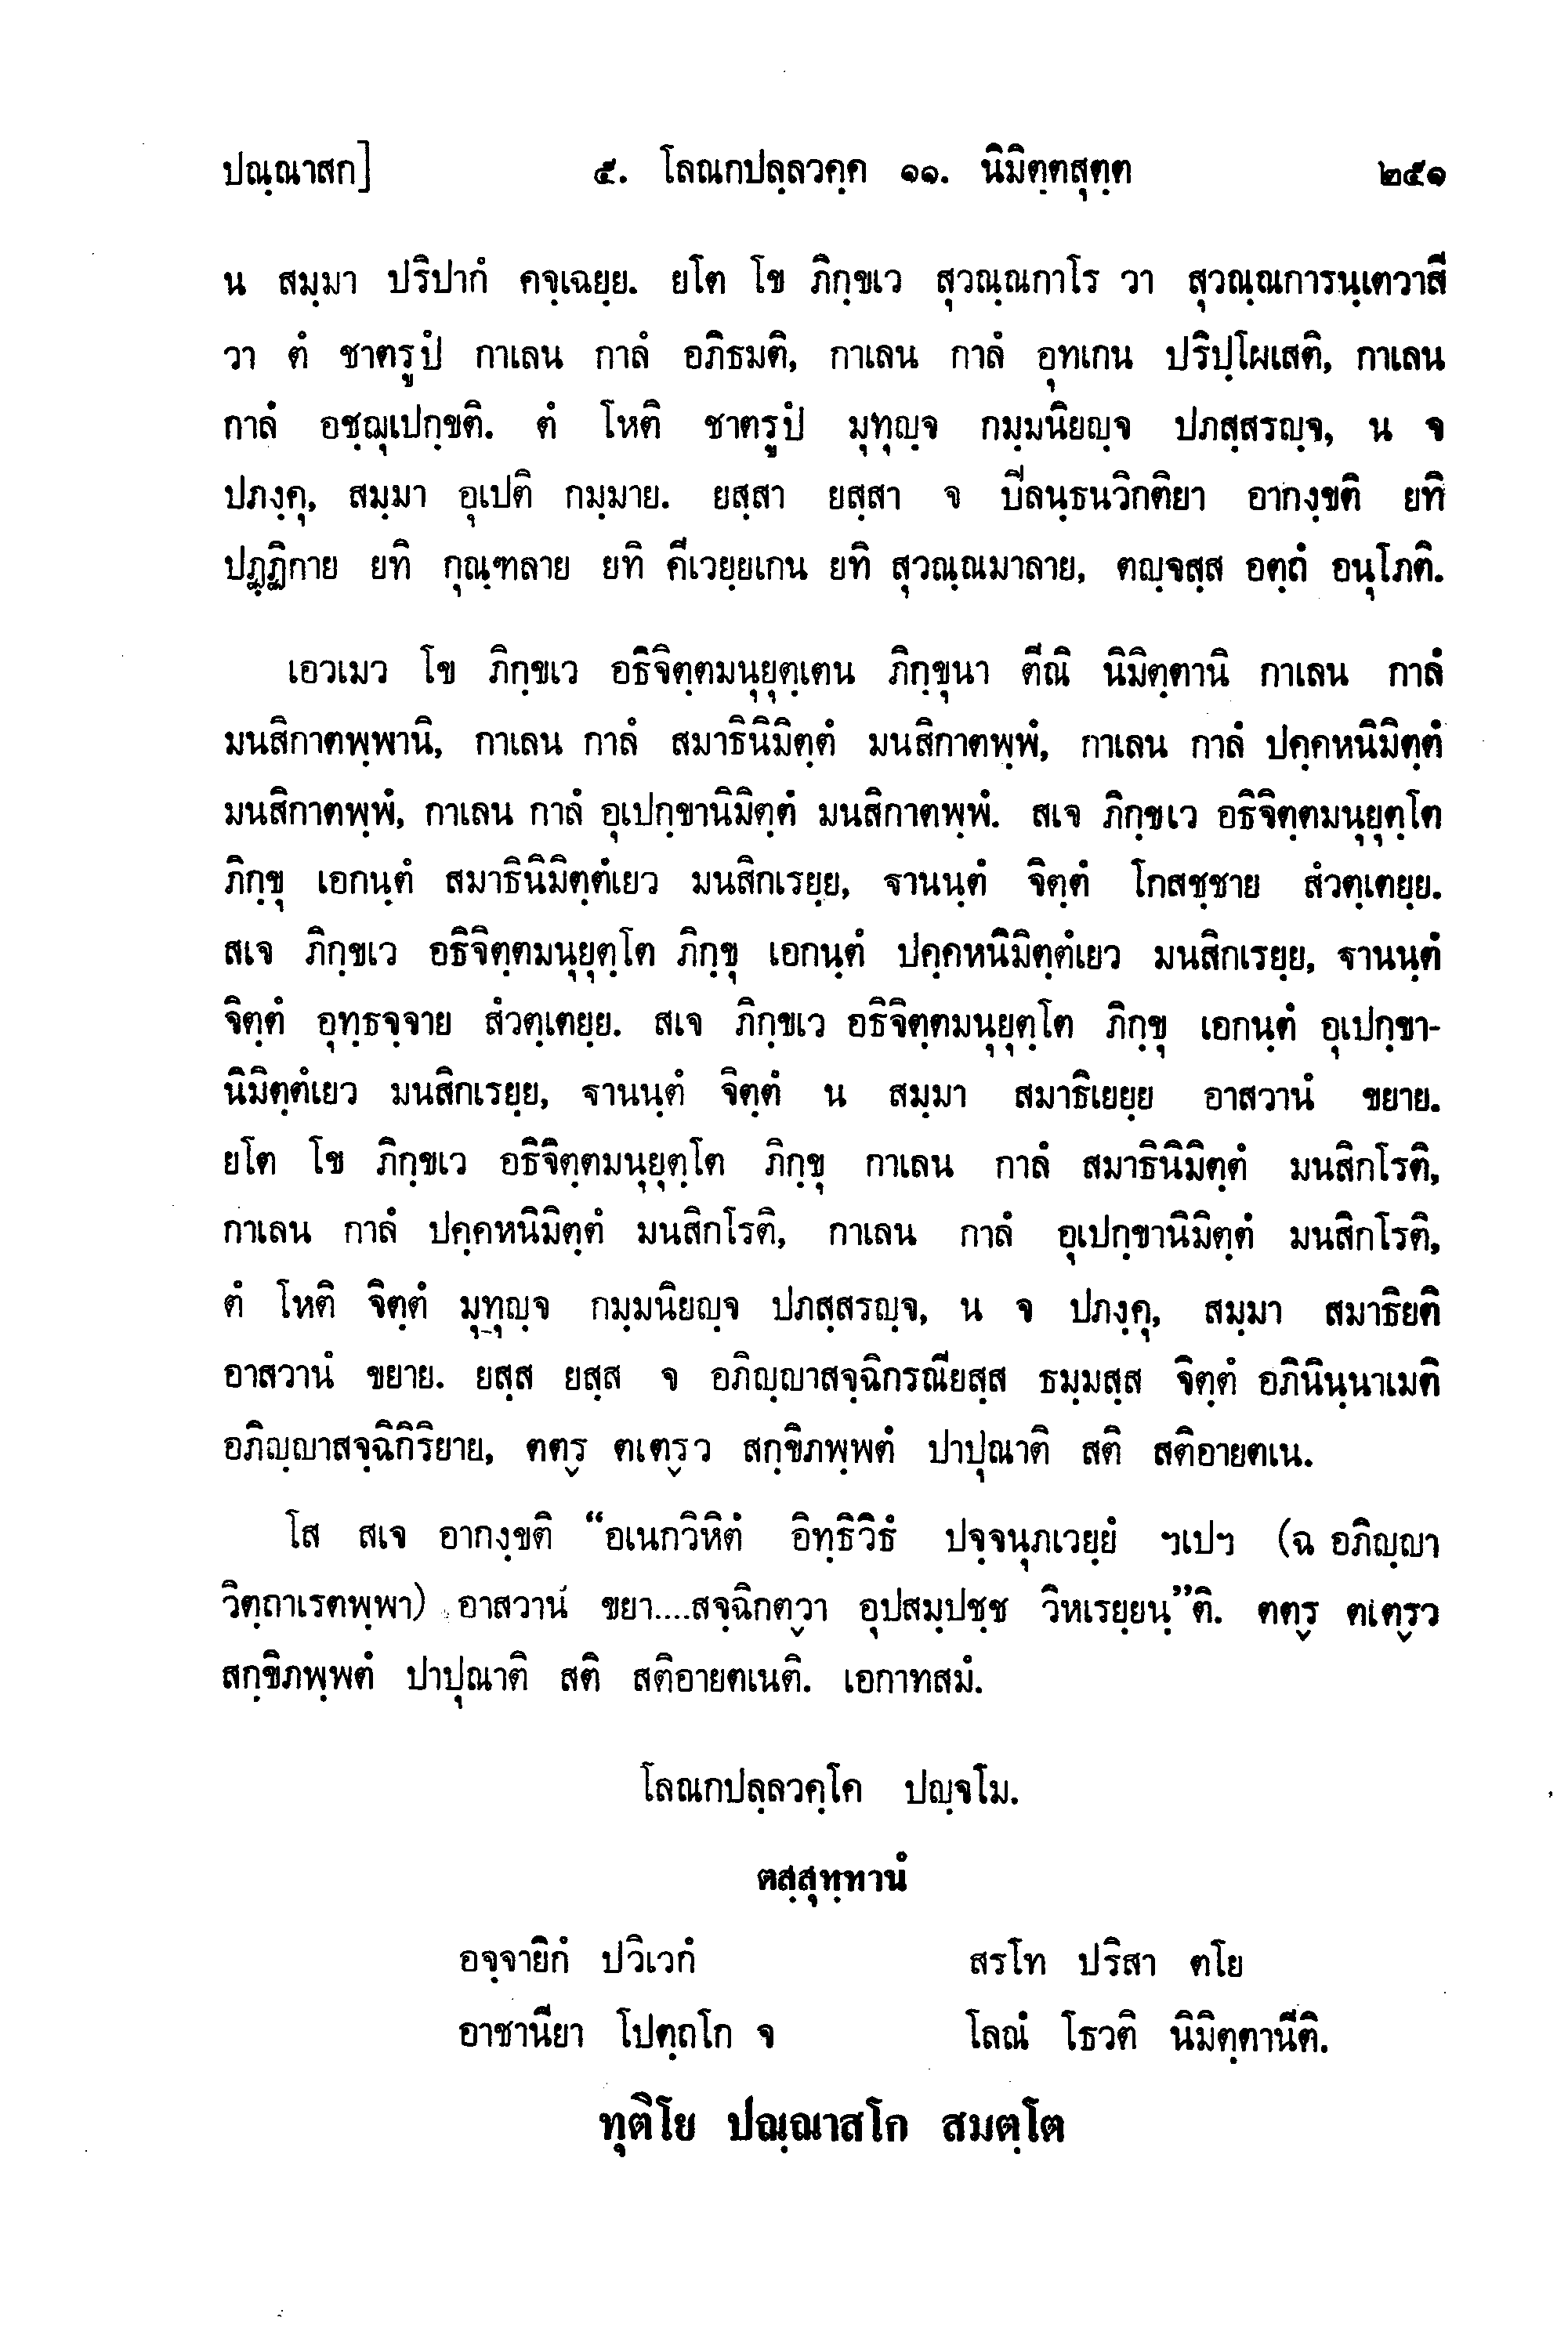 ปณฺณาสก]	๕. โลณกปลฺลวคฺค ๑๑. นิมิตฺตสุตฺต	๒๕๑
น สมฺมา ปริปากํ คจฺเฉยฺย. ยโต โข ภิกฺขเว สุวณฺณกาโร วา สุวณฺณการนฺเตวาสี
วา ตํ ชาตรูปํ กาเลน กาลํ อภิธมติ, กาเลน กาลํ อุทเกน ปริปฺโผเสติ, กาเลน
กาลํ อชฺฌุเปกฺขติ. ตํ โหติ ชาตรูปํ มุทุญฺจ กมฺมนิยญฺจ ปภสฺสรญฺจ, น จ
ปภงฺคุ, สมฺมา อุเปติ กมฺมาย. ยสฺสา ยสฺสา จ ปีลนฺธนวิกติยา อากงฺขติ ยทิ
ปฏฺฏิกาย ยทิ กุณฺฑลาย ยทิ คีเวยฺยเกน ยทิ สุวณฺณมาลาย, ตญฺจสฺส อตฺถํ อนุโภติ.
เอวเมว โข ภิกฺขเว อธิจิตฺตมนุยุตฺเตน ภิกฺขุนา ตีณิ นิมิตฺตานิ กาเลน กาลํ
มนสิกาตพฺพานิ, กาเลน กาลํ สมาธินิมิตฺตํ มนสิกาตพฺพํ, กาเลน กาลํ ปคฺคหนิมิตฺตํ
มนสิกาตพฺพํ, กาเลน กาลํ อุเปกฺขานิมิตฺตํ มนสิกาตพฺพํ. สเจ ภิกฺขเว อธิจิตฺตมนุยุตฺโต
ภิกฺขุ เอกนฺตํ สมาธินิมิตฺตํเยว มนสิกเรยฺย, ฐานนฺตํ จิตฺตํ โกสชฺชาย สํวตฺเตยฺย.
สเจ ภิกฺขเว อธิจิตฺตมนุยุตฺโต ภิกฺขุ เอกนฺตํ ปคฺคหนิมิตฺตํเยว มนสิกเรยฺย, ฐานนฺตํ
จิตฺตํ อุทฺธจฺจาย สํวตฺเตยฺย. สเจ ภิกฺขเว อธิจิตฺตมนุยุตฺโต ภิกฺขุ เอกนฺตํ อุเปกฺขา-
นิมิตฺตํเยว มนสิกเรยฺย, ฐานนฺตํ จิตฺตํ น สมฺมา สมาธิเยยฺย อาสวานํ ขยาย.
ยโต โข ภิกฺขเว อธิจิตฺตมนุยุตฺโต ภิกฺขุ กาเลน กาลํ สมาธินิมิตฺตํ มนสิกโรติ,
กาเลน กาลํ ปคฺคหนิมิตฺตํ มนสิกโรติ, กาเลน กาลํ อุเปกฺขานิมิตฺตํ มนสิกโรติ,
ตํ โหติ จิตฺตํ มุทุญฺจ กมฺมนิยญฺจ ปภสฺสรญฺจ, น จ ปภงฺคุ, สมฺมา สมาธิยติ
อาสวานํ ขยาย. ยสฺส ยสฺส จ อภิญฺญาสจฺฉิกรณียสฺส ธมฺมสฺส จิตฺตํ อภินินฺนาเมติ
อภิญฺญาสจฺฉิกิริยาย, ตตฺร ตเตฺรว สกฺขิภพฺพตํ ปาปุณาติ สติ สติอายตเน.
โส สเจ อากงฺขติ “อเนกวิหิตํ อิทฺธิวิธํ ปจฺจนุภเวยฺยํ ฯเปฯ (ฉ อภิญฺญา
วิตฺถาเรตพฺพา) อาสวานํ ขยา....สจฺฉิกตฺวา อุปสมฺปชฺช วิหเรยฺยนฺ”ติ. ตตฺร ตเตฺรว
สกฺขิภพฺพตํ ปาปุณาติ สติ สติอายตเนติ. เอกาทสมํ.
โลณกปลฺลวคฺโค ปญฺจโม.
ตสฺสุทฺทานํ
อจฺจายิกํ ปวิเวกํ	สรโท ปริสา ตโย
อาชานียา โปตฺถโก จ	โลณํ โธวติ นิมิตฺตานีติ.
ทุติโย ปณฺณาสโก สมตฺโต